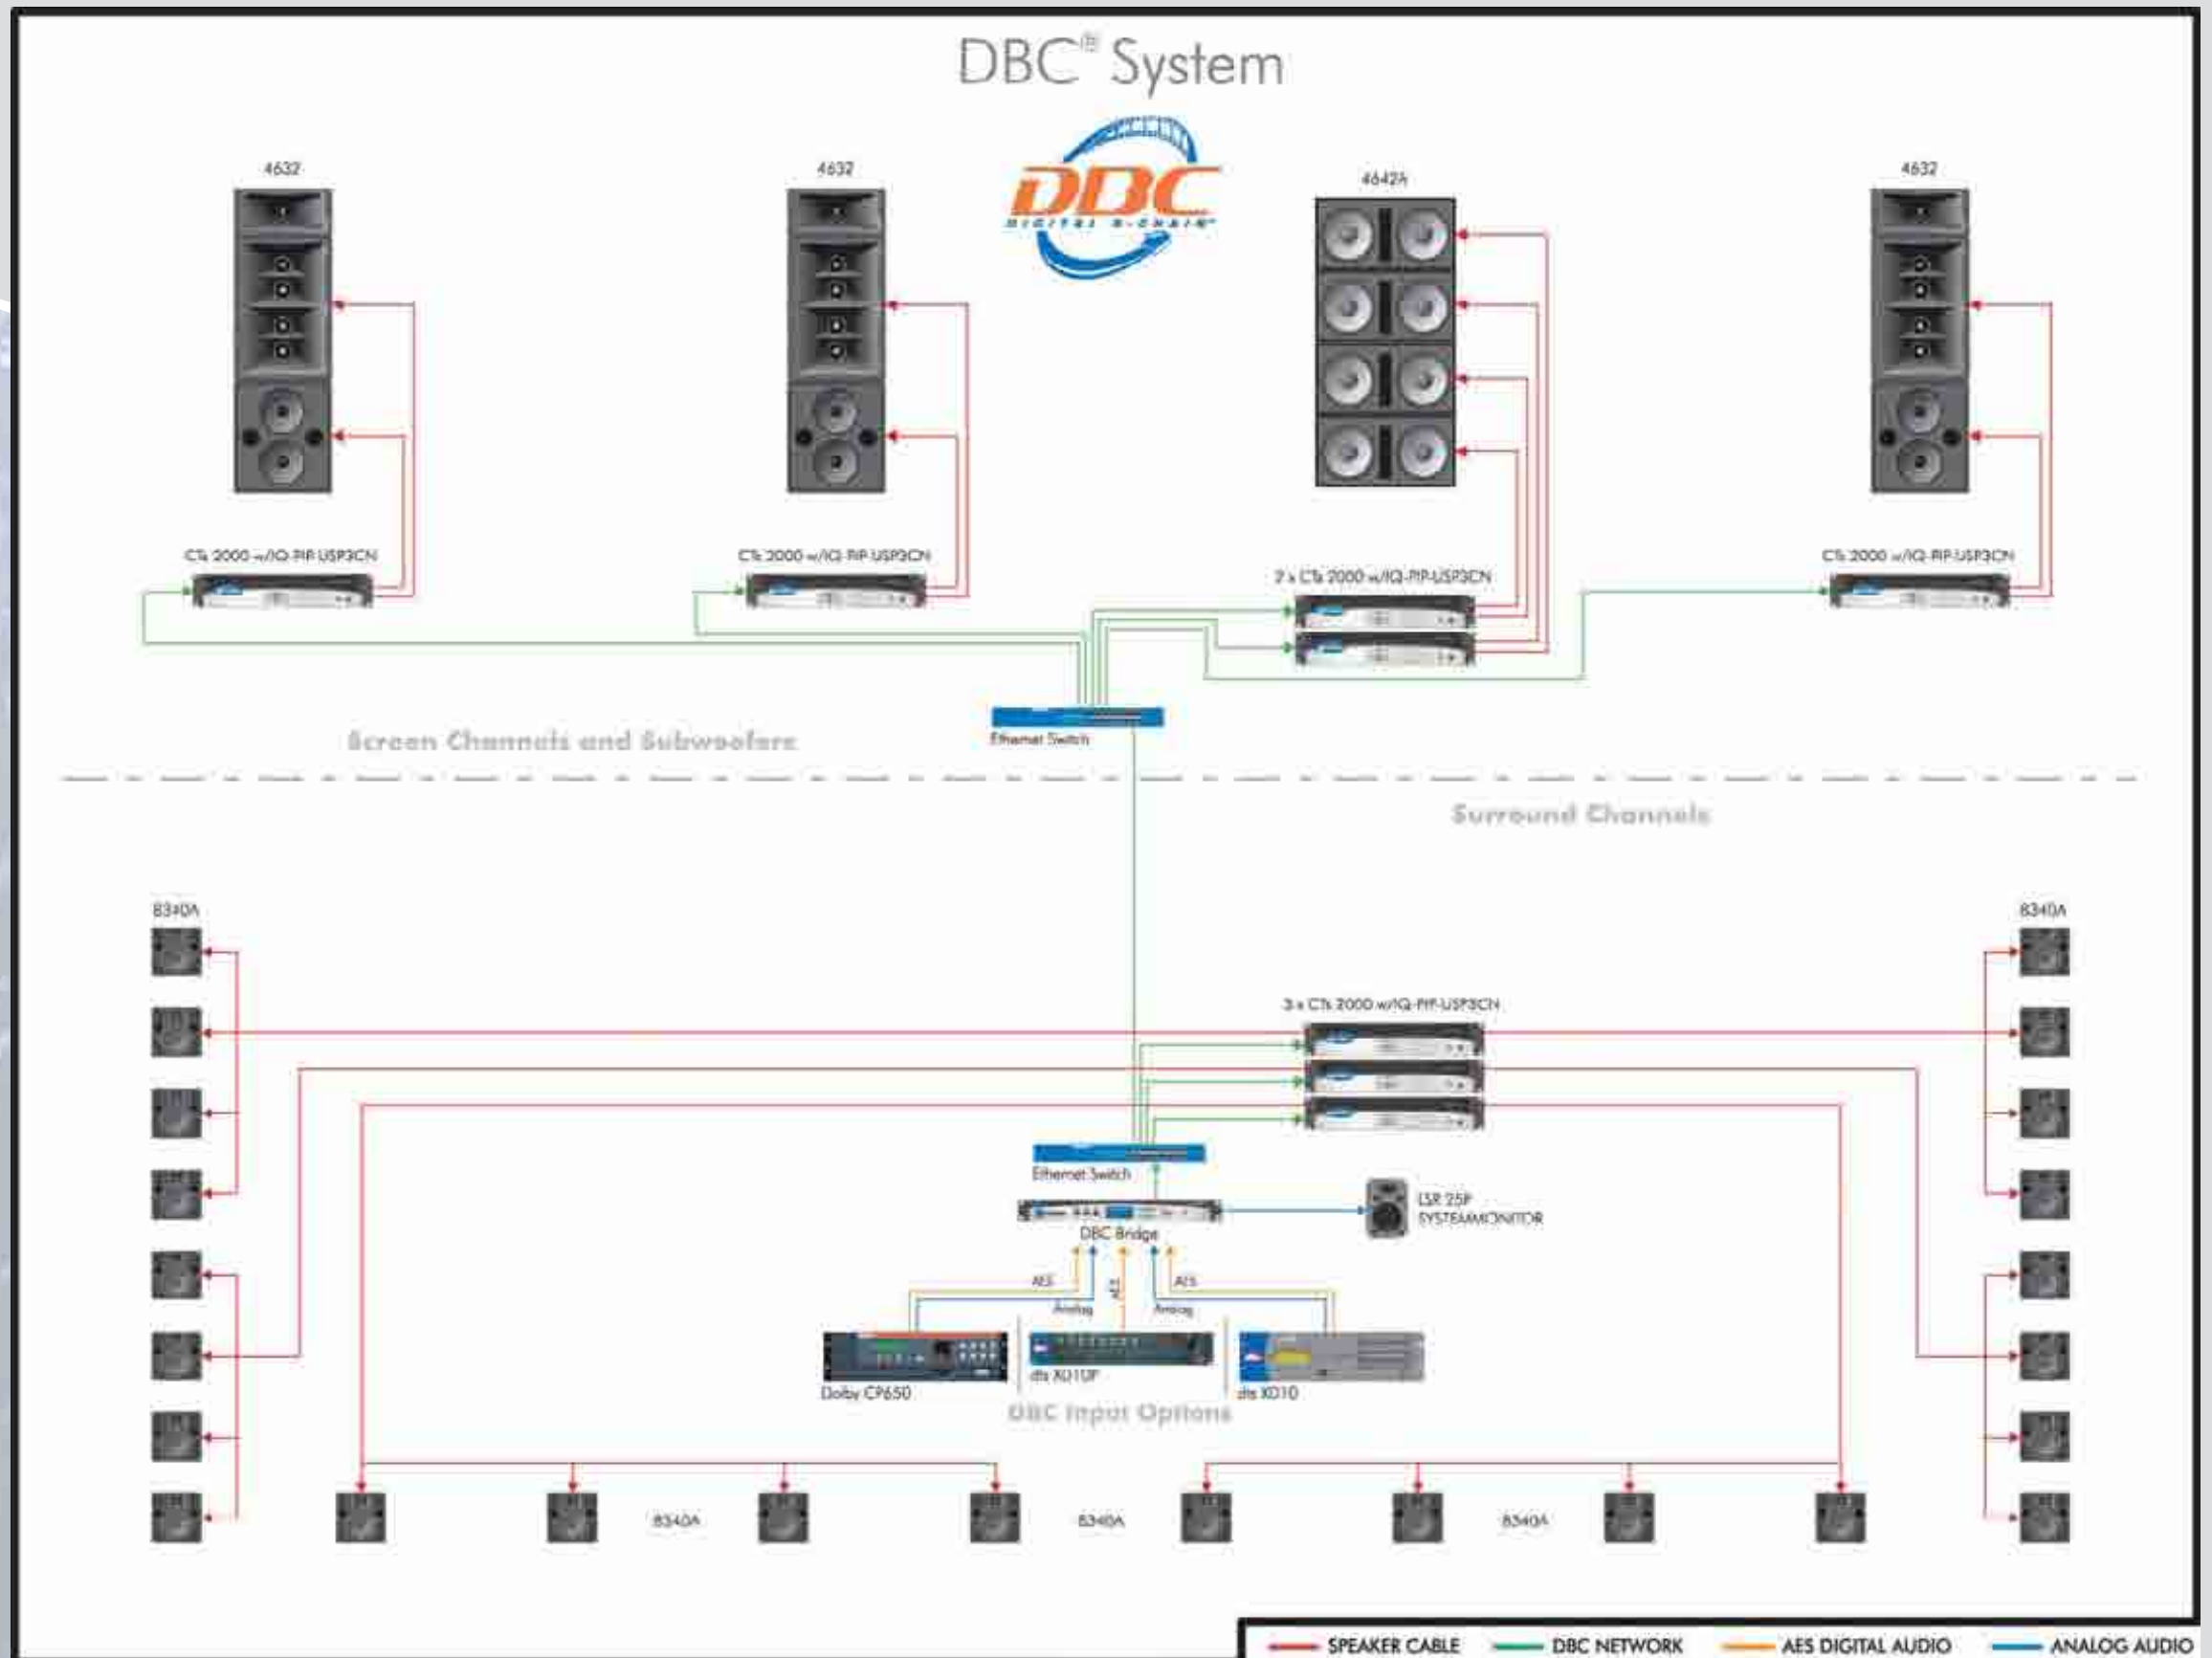 DBC® System
DBC
DIGITAL B-CHAIN
4632
4632
4642A
4632
CTs 2000 w/IQ-PIP-USP3CN
CTs 2000 w/IQ-PIP-USP3CN
2 x CTs 2000 w/IQ-PIP-USP3CN
CTs 2000 w/IQ-PIP-USP3CN
Ethernet Switch
Screen Channels and Subwoofers
Surround Channels
8340A
8340A
3 x CTs 2000 w/IQ-PIP-USP3CN
Ethernet Switch
LSR 25P
SYSTEMMONITOR
DBC Bridge
AES
AES
AES
Analog
Analog
Dolby CP650
dts XD10P
dts XD10
DBC Input Options
8340A
8340A
8340A
SPEAKER CABLE
DBC NETWORK
AES DIGITAL AUDIO
ANALOG AUDIO